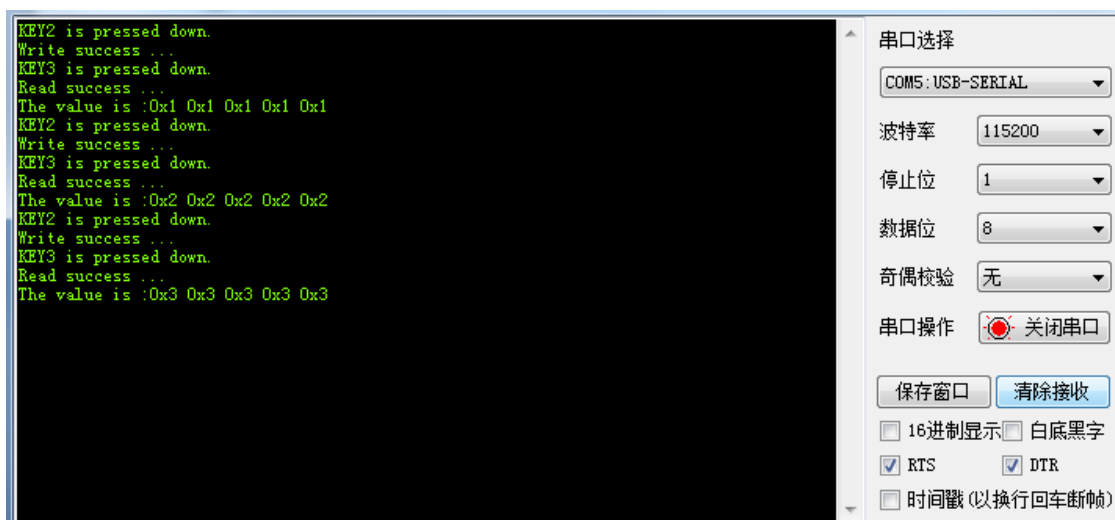 KEY2 is pressed down.
Write success ...
KEY3 is pressed down.
Read success ...
The value is :0x1 0x1 0x1 0x1 0x1
KEY2 is pressed down.
Write success ...
KEY3 is pressed down.
Read success ...
The value is :0x2 0x2 0x2 0x2 0x2
KEY2 is pressed down.
Write success ...
KEY3 is pressed down.
Read success ...
The value is :0x3 0x3 0x3 0x3 0x3
串口选择
COM5:USB-SERIAL
波特率 115200
停止位 1
数据位 8
奇偶校验 无
串口操作 关闭串口
保存窗口 清除接收
16进制显示 白底黑字
RTS DTR
时间戳(以换行回车断帧)